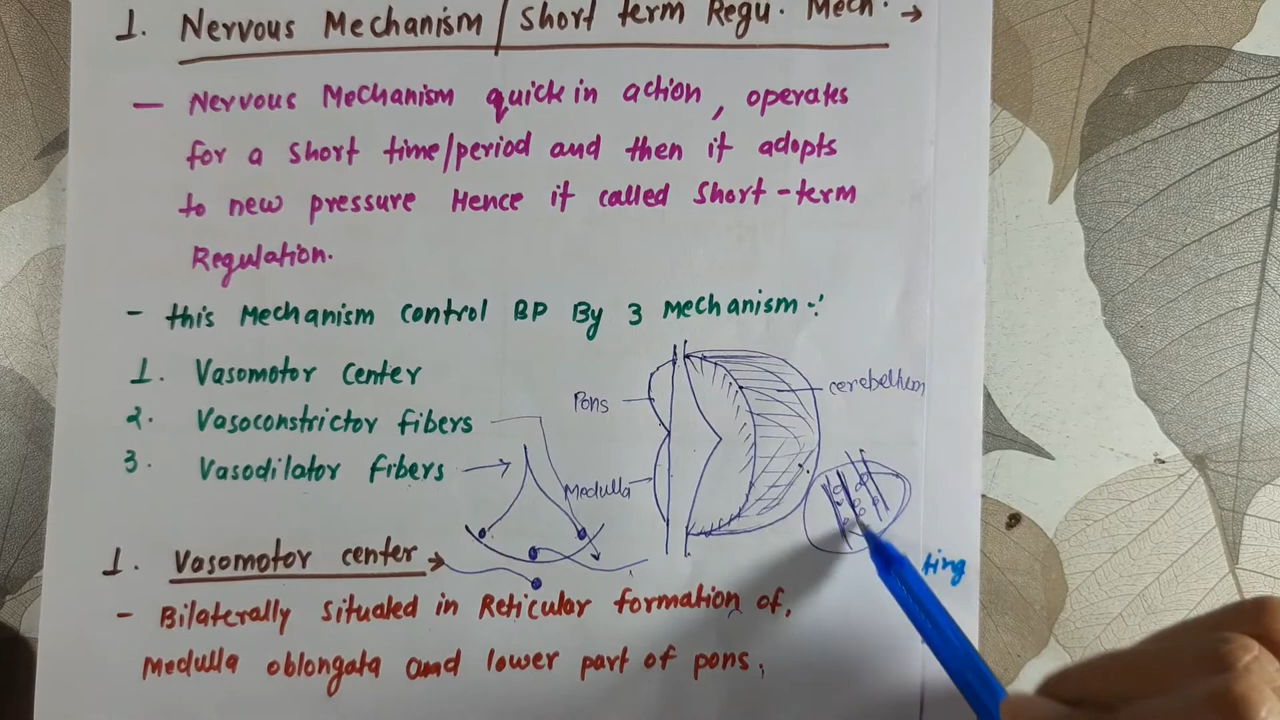 1. Nervous Mechanism / Short term Regu. Mech. →
— Nervous Mechanism quick in action, operates
for a short time/period and then it adopts
to new pressure Hence it called Short-term
Regulation.
- this Mechanism control BP By 3 Mechanism :-
1. Vasomotor center
2. Vasoconstrictor fibers
3. Vasodilator fibers →
Pons
cerebellum
Medulla
1. Vasomotor center →
- Bilaterally situated in Reticular formation of,
Medulla oblongata and lower part of pons,